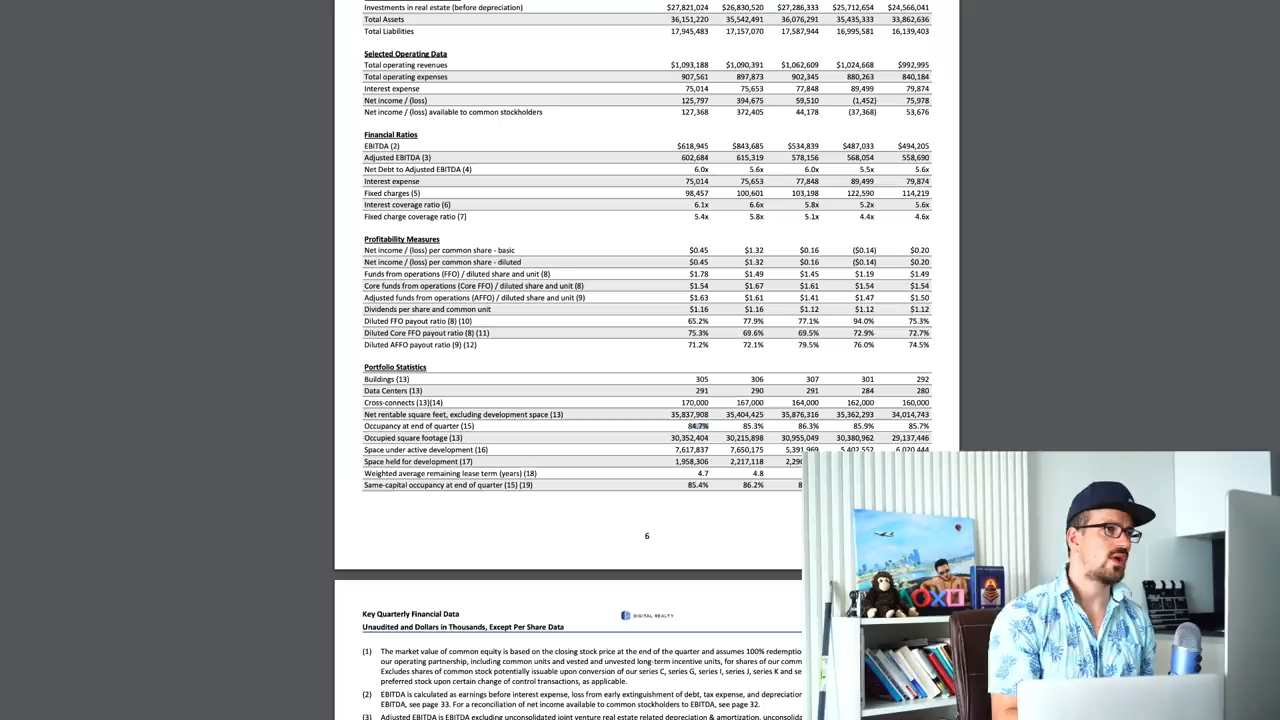 Investments in real estate (before depreciation) $27,821,024 $26,830,520 $27,286,333 $25,712,654 $24,566,041
Total Assets 36,151,220 35,542,491 36,076,291 35,435,333 33,862,636
Total Liabilities 17,945,483 17,157,070 17,587,944 16,995,581 16,139,403
Selected Operating Data
Total operating revenues $1,093,188 $1,090,391 $1,062,609 $1,024,668 $992,995
Total operating expenses 907,561 897,873 902,345 880,263 840,184
Interest expense 75,014 75,653 77,848 89,499 79,874
Net income / (loss) 125,797 394,675 59,510 (1,452) 75,978
Net income / (loss) available to common stockholders 127,368 372,405 44,178 (37,368) 53,676
Financial Ratios
EBITDA (2) $618,945 $843,685 $534,839 $487,033 $494,205
Adjusted EBITDA (3) 602,684 615,319 578,156 568,054 558,690
Net Debt to Adjusted EBITDA (4) 6.0x 5.6x 6.0x 5.5x 5.6x
Interest expense 75,014 75,653 77,848 89,499 79,874
Fixed charges (5) 98,457 100,601 103,198 122,590 114,219
Interest coverage ratio (6) 6.1x 6.6x 5.8x 5.2x 5.6x
Fixed charge coverage ratio (7) 5.4x 5.8x 5.1x 4.4x 4.6x
Profitability Measures
Net income / (loss) per common share - basic $0.45 $1.32 $0.16 ($0.14) $0.20
Net income / (loss) per common share - diluted $0.45 $1.32 $0.16 ($0.14) $0.20
Funds from operations (FFO) / diluted share and unit (8) $1.78 $1.49 $1.45 $1.19 $1.49
Core funds from operations (Core FFO) / diluted share and unit (8) $1.54 $1.67 $1.61 $1.54 $1.54
Adjusted funds from operations (AFFO) / diluted share and unit (9) $1.63 $1.61 $1.41 $1.47 $1.50
Dividends per share and common unit $1.16 $1.16 $1.12 $1.12 $1.12
Diluted FFO payout ratio (8) (10) 65.2% 77.9% 77.1% 94.0% 75.3%
Diluted Core FFO payout ratio (8) (11) 75.3% 69.6% 69.5% 72.9% 72.7%
Diluted AFFO payout ratio (9) (12) 71.2% 72.1% 79.5% 76.0% 74.5%
Portfolio Statistics
Buildings (13) 305 306 307 301 292
Data Centers (13) 291 290 291 284 280
Cross-connects (13)(14) 170,000 167,000 164,000 162,000 160,000
Net rentable square feet, excluding development space (13) 35,837,908 35,404,425 35,876,316 35,362,293 34,014,743
Occupancy at end of quarter (15) 84.7% 85.3% 86.3% 85.9% 85.7%
Occupied square footage (13) 30,352,404 30,215,898 30,955,049 30,380,962 29,137,446
Space under active development (16) 7,617,837 7,650,175 5,391,969 5,402,552 6,020,444
Space held for development (17) 1,958,306 2,217,118
Weighted average remaining lease term (years) (18) 4.7 4.8
Same-capital occupancy at end of quarter (15) (19) 85.4% 86.2%
6
Key Quarterly Financial Data
DIGITAL REALTY
Unaudited and Dollars in Thousands, Except Per Share Data
(1) The market value of common equity is based on the closing stock price at the end of the quarter and assumes 100%
our operating partnership, including common units and vested and unvested long-term incentive units, for shares of our
Excludes shares of common stock potentially issuable upon conversion of our series C, series G, series I, series J, series K and
preferred stock upon certain change of control transactions, as applicable.
(2) EBITDA is calculated as earnings before interest expense, loss from early extinguishment of debt, tax expense, and
EBITDA, see page 33. For a reconciliation of net income available to common stockholders to EBITDA, see page 32.
(3) Adjusted EBITDA is EBITDA excluding unconsolidated joint venture real estate related depreciation & amortization,